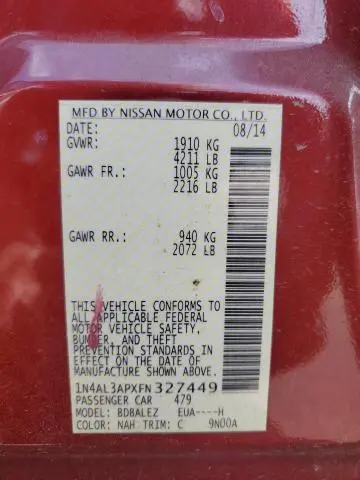 MFD BY NISSAN MOTOR CO., LTD.
DATE: 08/14
GVWR: 1910 KG
4211 LB
GAWR FR.: 1005 KG
2216 LB
GAWR RR.: 940 KG
2072 LB
THIS VEHICLE CONFORMS TO
ALL APPLICABLE FEDERAL
MOTOR VEHICLE SAFETY,
BUMPER, AND THEFT
PREVENTION STANDARDS IN
EFFECT ON THE DATE OF
MANUFACTURE SHOWN ABOVE.
1N4AL3APXFN327449
PASSENGER CAR 479
MODEL: BDBALEZ EUA----H
COLOR: NAH TRIM: C 9N00A